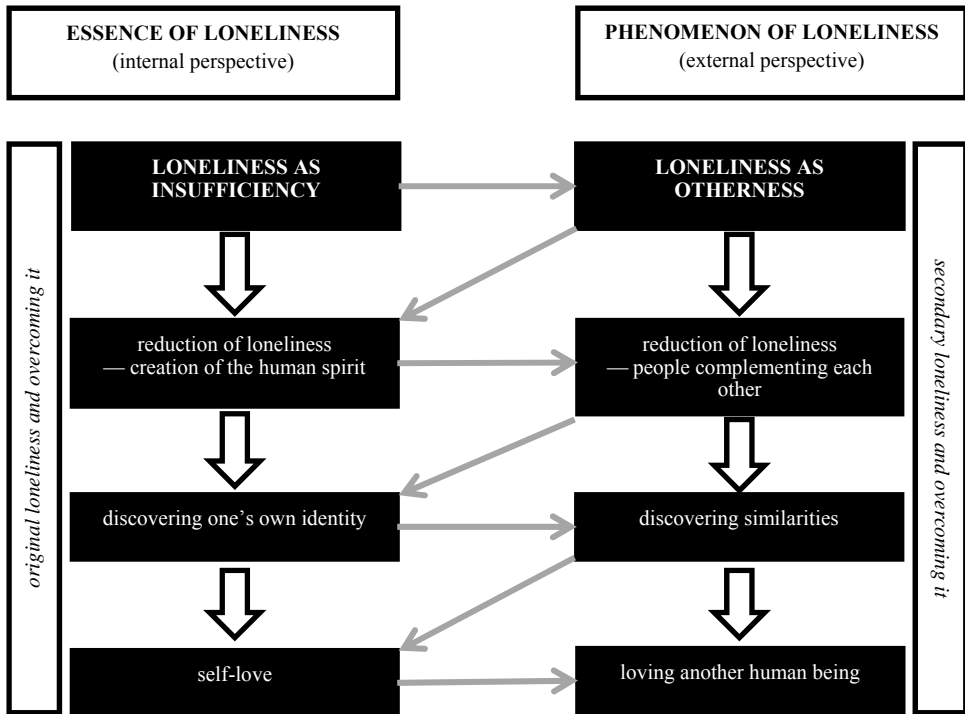 ESSENCE OF LONELINESS
(internal perspective)
PHENOMENON OF LONELINESS
(external perspective)
original loneliness and overcoming it
LONELINESS AS
INSUFFICIENCY
LONELINESS AS
OTHERNESS
secondary loneliness and overcoming it
reduction of loneliness
— creation of the human spirit
reduction of loneliness
— people complementing each
other
discovering one’s own identity
discovering similarities
self-love
loving another human being